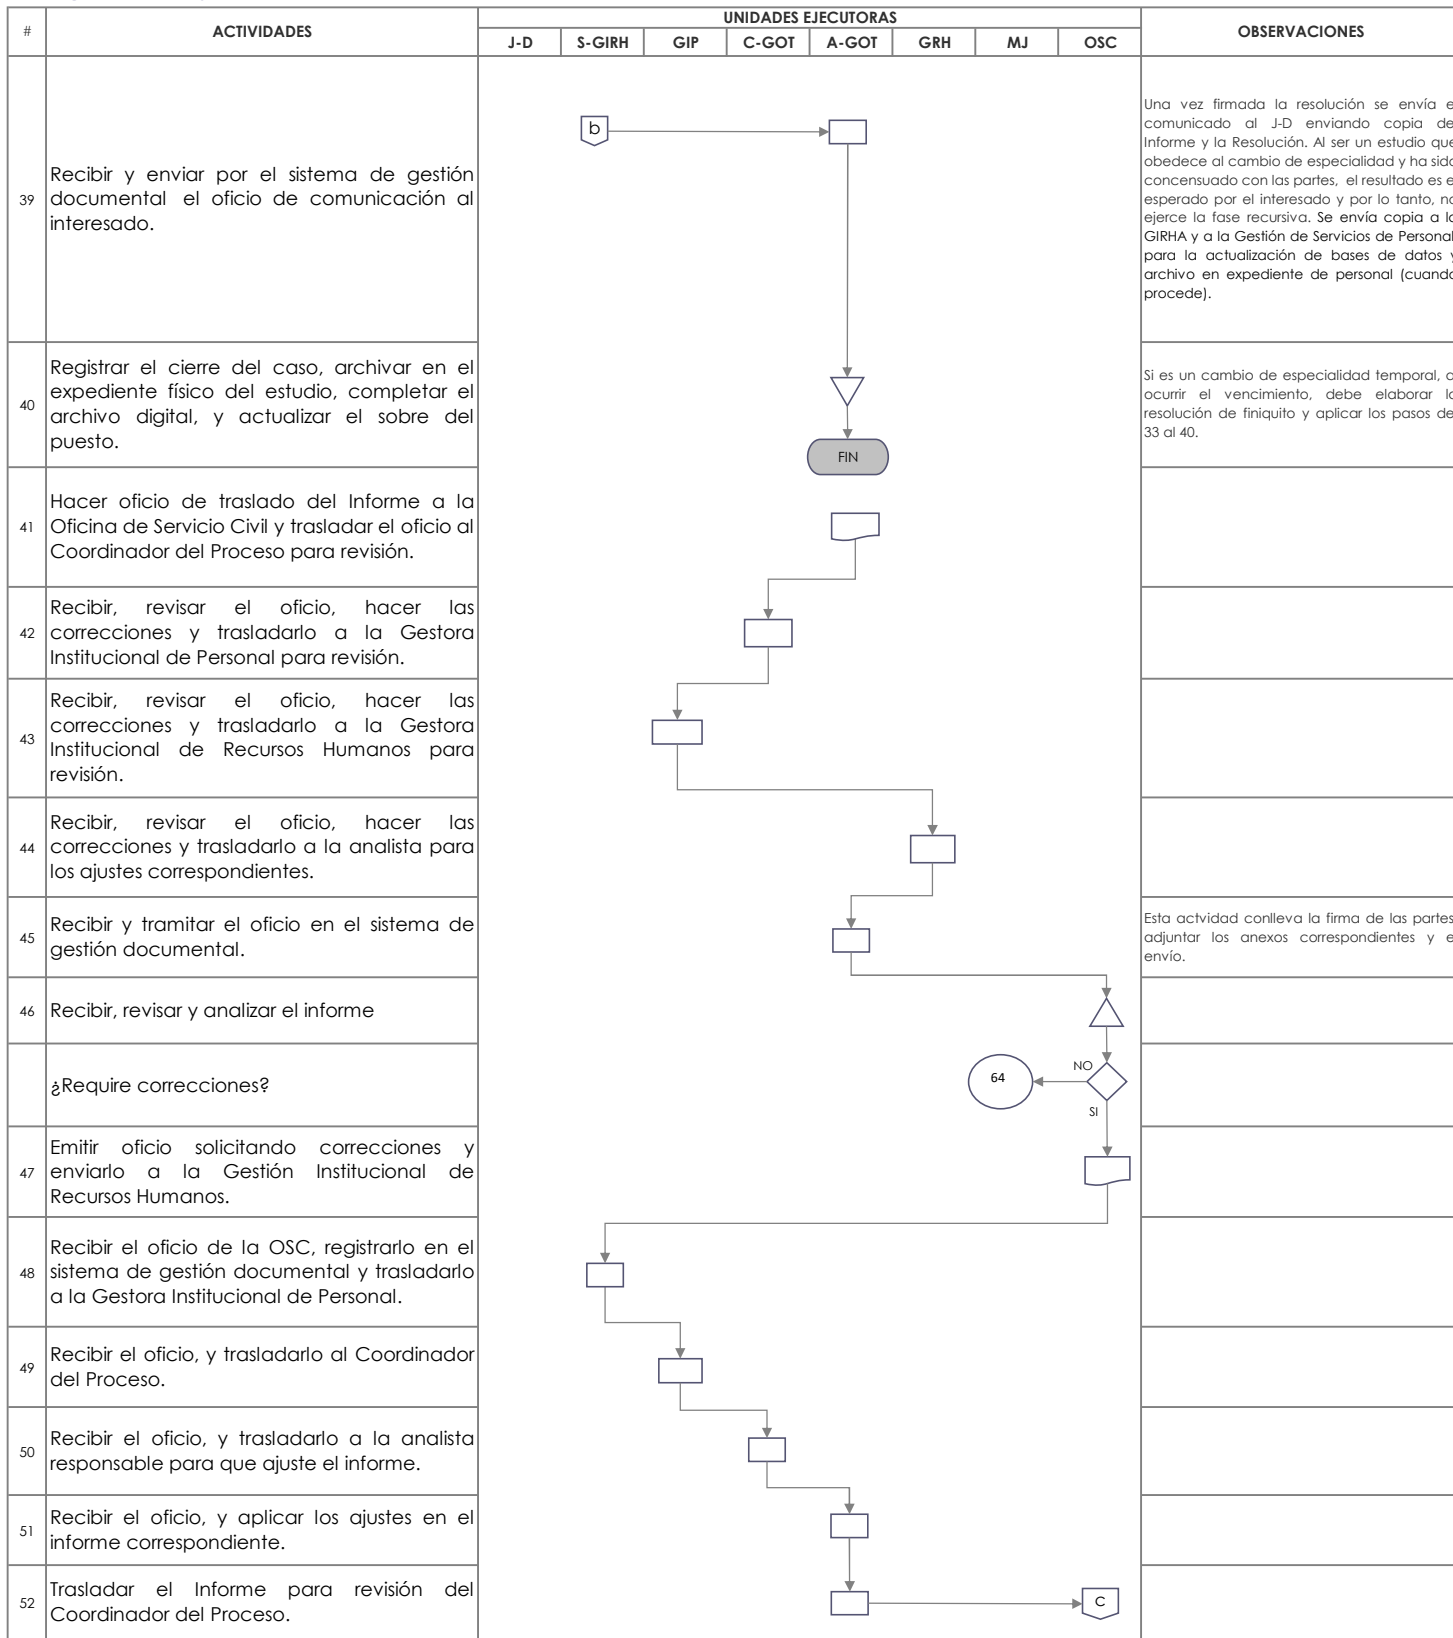 #
ACTIVIDADES
UNIDADES EJECUTORAS
OBSERVACIONES
J-D
S-GIRH
GIP
C-GOT
A-GOT
GRH
MJ
OSC
39
Recibir y enviar por el sistema de gestión
documental el oficio de comunicación al
interesado.
b
Una vez firmada la resolución se envía e
comunicado al J-D enviando copia de
Informe y la Resolución. Al ser un estudio que
obedece al cambio de especialidad y ha sido
concensuado con las partes, el resultado es e
esperado por el interesado y por lo tanto, no
ejerce la fase recursiva. Se envía copia a la
GIRHA y a la Gestión de Servicios de Personal
para la actualización de bases de datos y
archivo en expediente de personal (cuando
procede).
40
Registrar el cierre del caso, archivar en el
expediente físico del estudio, completar el
archivo digital, y actualizar el sobre del
puesto.
FIN
Si es un cambio de especialidad temporal, a
ocurrir el vencimiento, debe elaborar la
resolución de finiquito y aplicar los pasos de
33 al 40.
41
Hacer oficio de traslado del Informe a la
Oficina de Servicio Civil y trasladar el oficio al
Coordinador del Proceso para revisión.
42
Recibir, revisar el oficio, hacer las
correcciones y trasladarlo a la Gestora
Institucional de Personal para revisión.
43
Recibir, revisar el oficio, hacer las
correcciones y trasladarlo a la Gestora
Institucional de Recursos Humanos para
revisión.
44
Recibir, revisar el oficio, hacer las
correcciones y trasladarlo a la analista para
los ajustes correspondientes.
45
Recibir y tramitar el oficio en el sistema de
gestión documental.
Esta actvidad conlleva la firma de las partes
adjuntar los anexos correspondientes y e
envío.
46
Recibir, revisar y analizar el informe
¿Require correcciones?
64
NO
SI
47
Emitir oficio solicitando correcciones y
enviarlo a la Gestión Institucional de
Recursos Humanos.
48
Recibir el oficio de la OSC, registrarlo en el
sistema de gestión documental y trasladarlo
a la Gestora Institucional de Personal.
49
Recibir el oficio, y trasladarlo al Coordinador
del Proceso.
50
Recibir el oficio, y trasladarlo a la analista
responsable para que ajuste el informe.
51
Recibir el oficio, y aplicar los ajustes en el
informe correspondiente.
52
Trasladar el Informe para revisión del
Coordinador del Proceso.
C